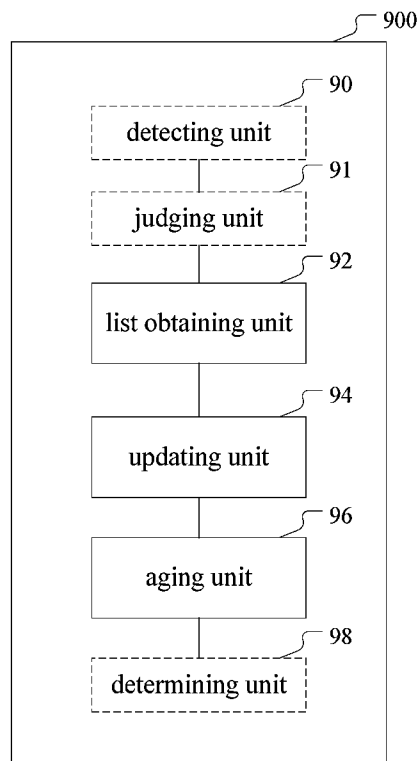 900
90
detecting unit
91
judging unit
92
list obtaining unit
94
updating unit
96
aging unit
98
determining unit